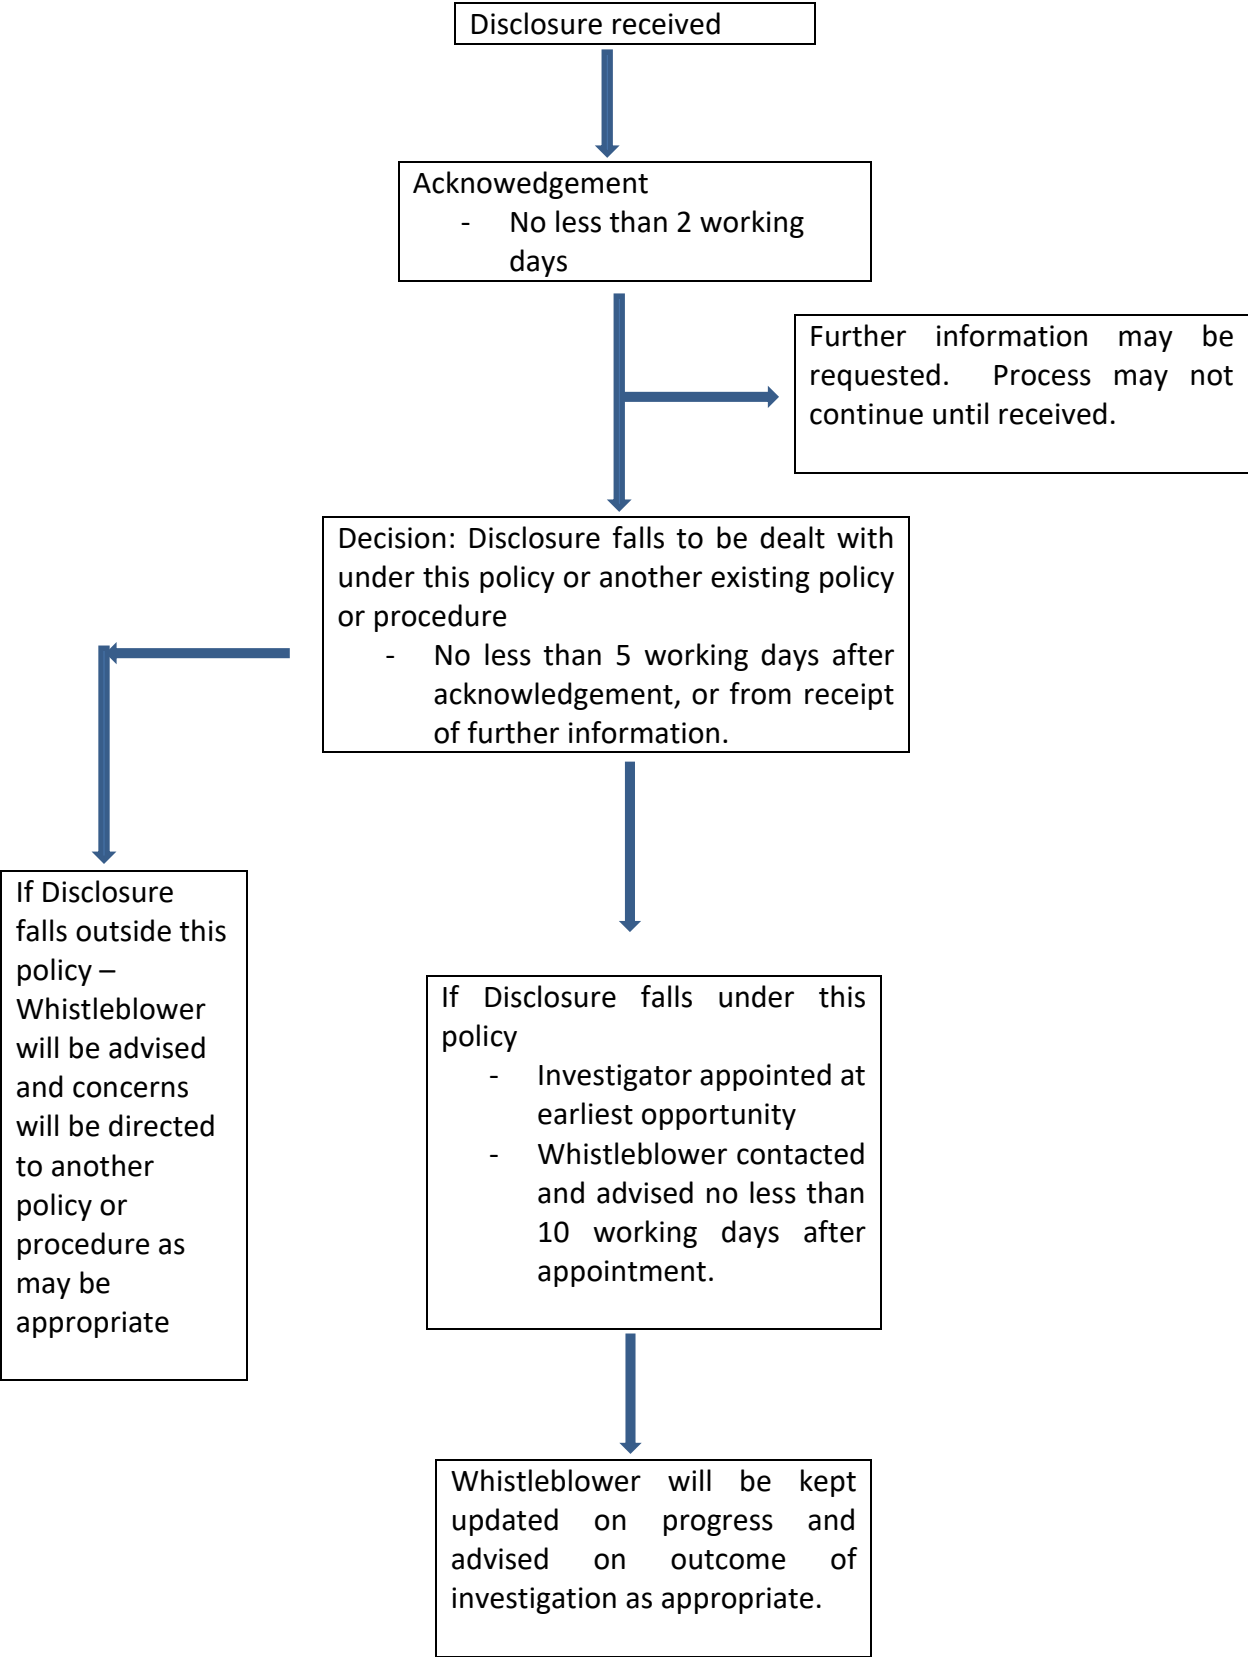 Disclosure received
Acknowedgement
- No less than 2 working
days
Further information may be
requested. Process may not
continue until received.
Decision: Disclosure falls to be dealt with
under this policy or another existing policy
or procedure
- No less than 5 working days after
acknowledgement, or from receipt
of further information.
If Disclosure
falls outside this
policy –
Whistleblower
will be advised
and concerns
will be directed
to another
policy or
procedure as
may be
appropriate
If Disclosure falls under this
policy
- Investigator appointed at
earliest opportunity
- Whistleblower contacted
and advised no less than
10 working days after
appointment.
Whistleblower will be kept
updated on progress and
advised on outcome of
investigation as appropriate.